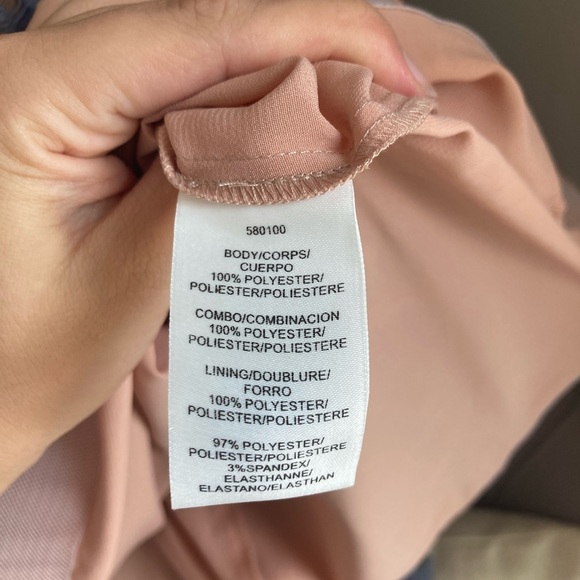 580100
BODY/CORPS/
CUERPO
100% POLYESTER/
POLIESTER/POLIESTERE
COMBO/COMBINACION
100% POLYESTER/
POLIESTER/POLIESTERE
LINING/DOUBLURE/
FORRO
100% POLYESTER/
POLIESTER/POLIESTERE
97% POLYESTER/
POLIESTER/POLIESTERE
3%SPANDEX/
ELASTHANNE/
ELASTANO/ELASTHAN